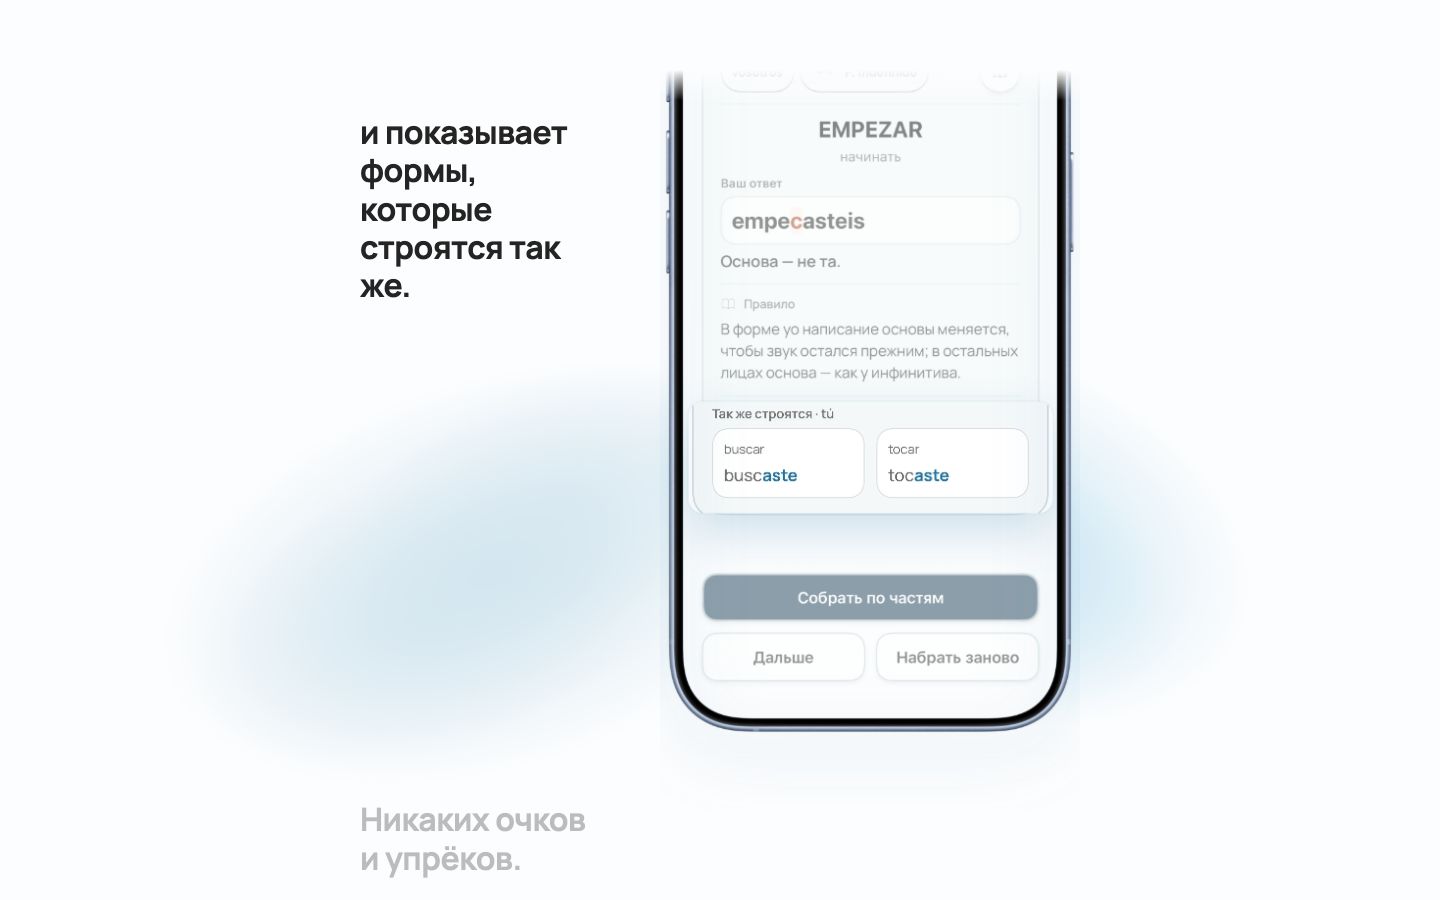 и показывает
формы,
которые
строятся так
же.
vosotros
P. Indefinido
EMPEZAR
начинать
Ваш ответ
empecasteis
Основа — не та.
Правило
В форме yo написание основы меняется,
чтобы звук остался прежним; в остальных
лицах основа — как у инфинитива.
Так же строятся · tú
buscar
buscaste
tocar
tocaste
Собрать по частям
Дальше
Набрать заново
Никаких очков
и упрёков.